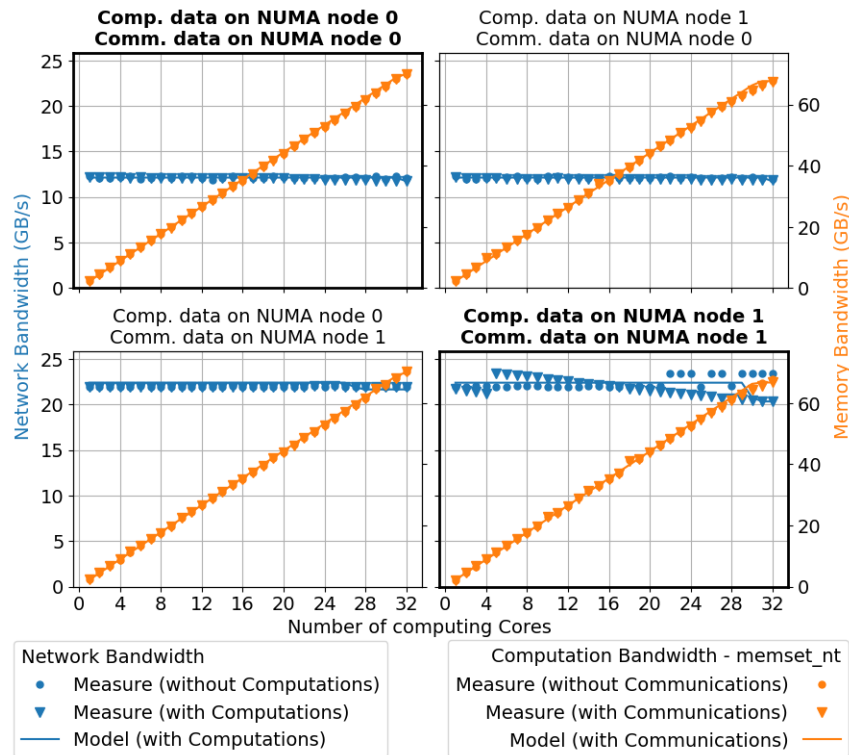 Comp. data on NUMA node 0
Comm. data on NUMA node 0
Comp. data on NUMA node 1
Comm. data on NUMA node 0
25
20
15
10
5
0
60
40
20
0
Comp. data on NUMA node 0
Comm. data on NUMA node 1
Comp. data on NUMA node 1
Comm. data on NUMA node 1
25
20
15
10
5
0
60
40
20
0
0 4 8 12 16 20 24 28 32
0 4 8 12 16 20 24 28 32
Network Bandwidth (GB/s)
Memory Bandwidth (GB/s)
Number of computing Cores
Network Bandwidth
Measure (without Computations)
Measure (with Computations)
Model (with Computations)
Computation Bandwidth - memset_nt
Measure (without Communications)
Measure (with Communications)
Model (with Communications)